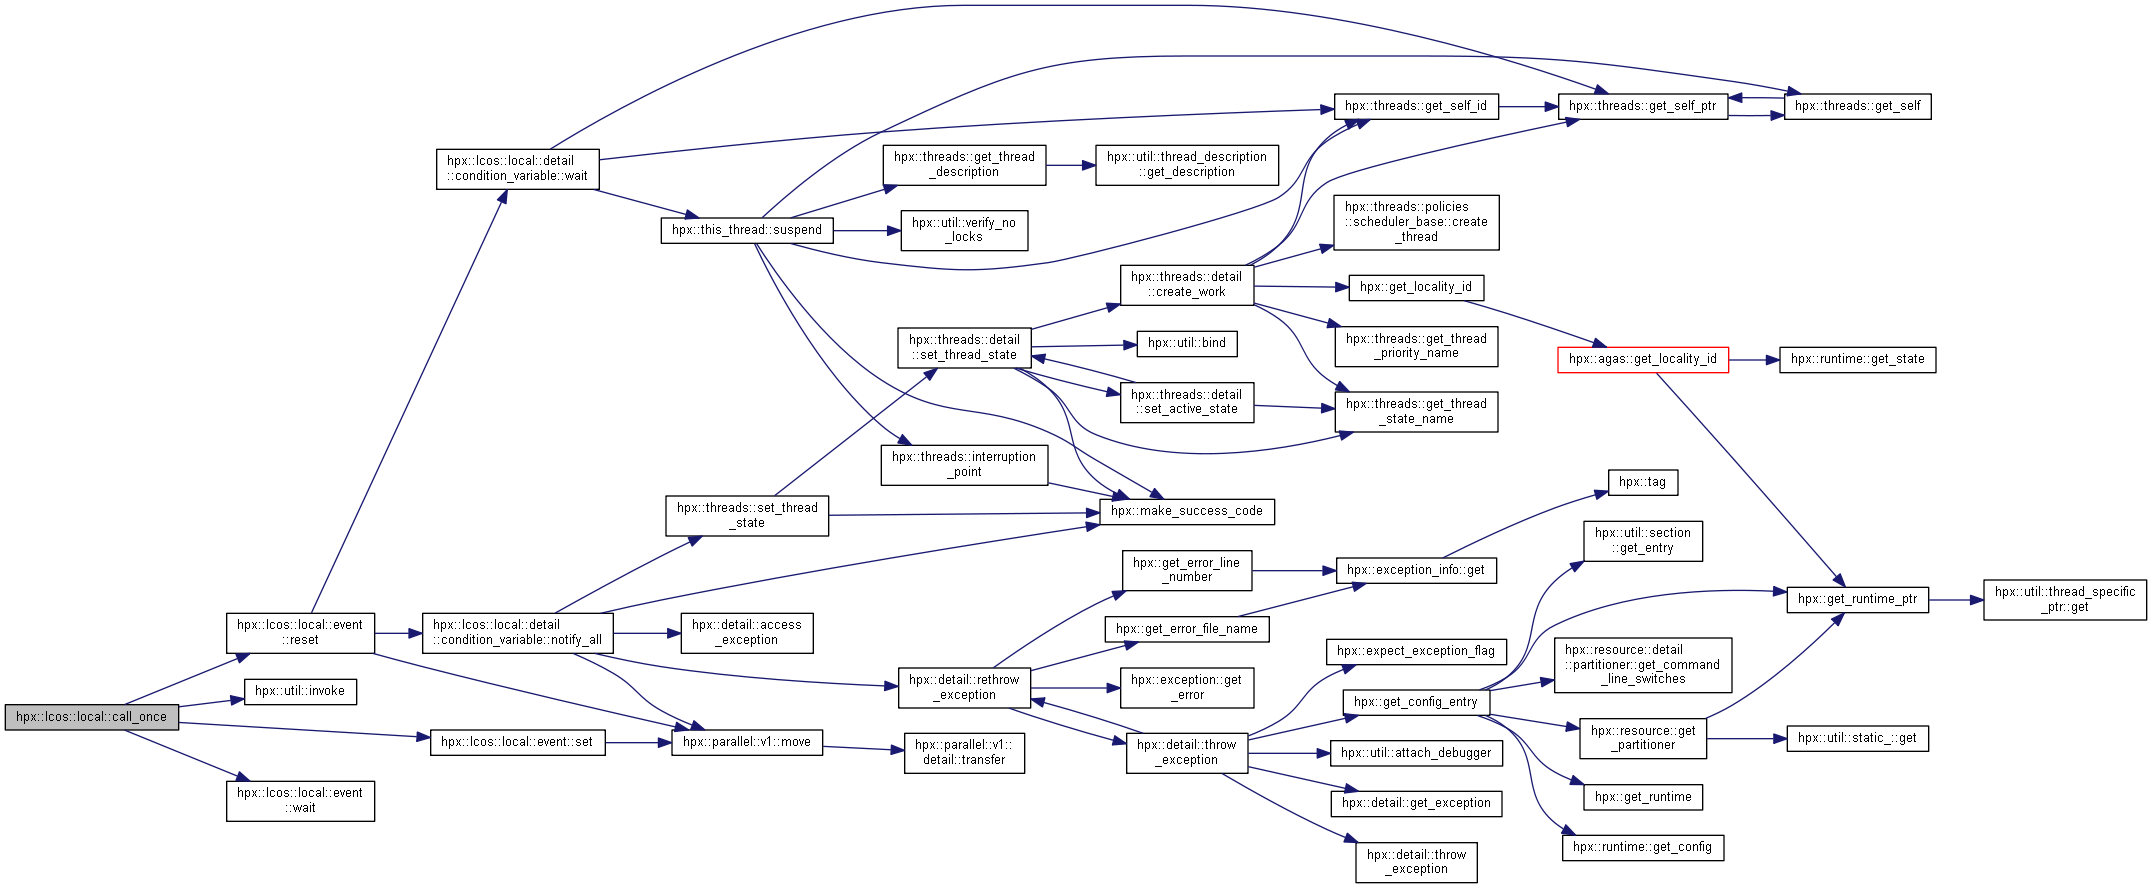 hpx::lcos::local::call_once
hpx::lcos::local::event
::reset
hpx::util::invoke
hpx::lcos::local::event::set
hpx::lcos::local::event
::wait
hpx::lcos::local::detail
::condition_variable::wait
hpx::lcos::local::detail
::condition_variable::notify_all
hpx::this_thread::suspend
hpx::threads::set_thread
_state
hpx::detail::access
_exception
hpx::parallel::v1::move
hpx::threads::get_thread
_description
hpx::util::verify_no
_locks
hpx::threads::detail
::set_thread_state
hpx::threads::interruption
_point
hpx::detail::rethrow
_exception
hpx::parallel::v1::
detail::transfer
hpx::util::thread_description
::get_description
hpx::threads::detail
::create_work
hpx::util::bind
hpx::threads::detail
::set_active_state
hpx::make_success_code
hpx::get_error_line
_number
hpx::get_error_file_name
hpx::exception::get
_error
hpx::detail::throw
_exception
hpx::threads::get_self_id
hpx::threads::policies
::scheduler_base::create
_thread
hpx::get_locality_id
hpx::threads::get_thread
_priority_name
hpx::threads::get_thread
_state_name
hpx::exception_info::get
hpx::expect_exception_flag
hpx::get_config_entry
hpx::util::attach_debugger
hpx::detail::get_exception
hpx::detail::throw
_exception
hpx::threads::get_self_ptr
hpx::agas::get_locality_id
hpx::tag
hpx::util::section
::get_entry
hpx::resource::detail
::partitioner::get_command
_line_switches
hpx::resource::get
_partitioner
hpx::get_runtime
hpx::runtime::get_config
hpx::threads::get_self
hpx::runtime::get_state
hpx::get_runtime_ptr
hpx::util::static_::get
hpx::util::thread_specific
_ptr::get